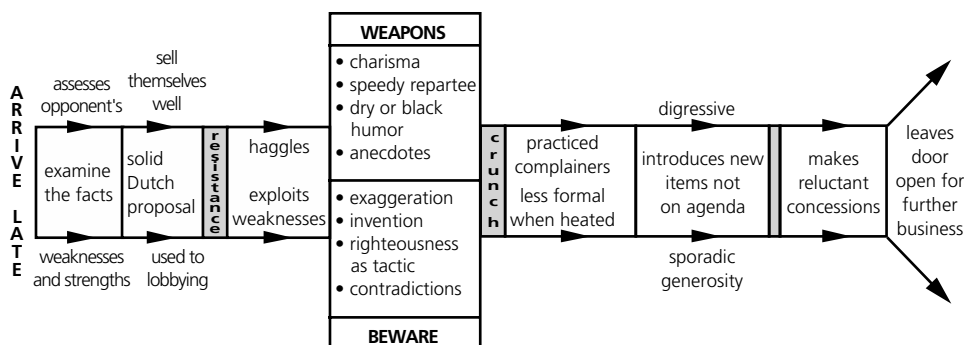 ARRIVE LATE
assesses
opponent's
examine
the facts
weaknesses
and strengths
sell
themselves
well
solid
Dutch
proposal
used to
lobbying
resistance
haggles
exploits
weaknesses
WEAPONS
• charisma
• speedy repartee
• dry or black
humor
• anecdotes
• exaggeration
• invention
• righteousness
as tactic
• contradictions
BEWARE
crunch
practiced
complainers
less formal
when heated
digressive
introduces new
items not
on agenda
sporadic
generosity
makes
reluctant
concessions
leaves
door
open for
further
business